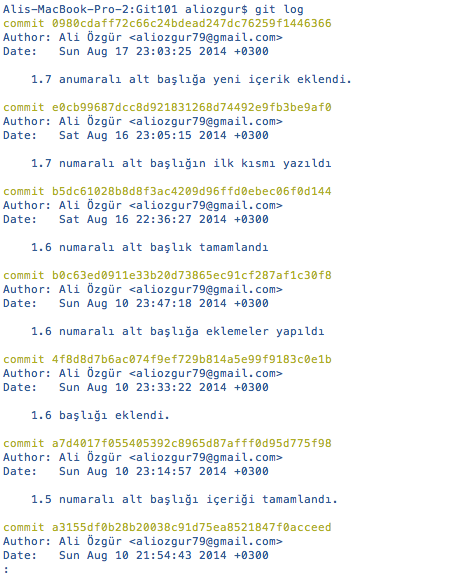 Alis-MacBook-Pro-2:Git101 aliozgur$ git log
commit 0980cdaff72c66c24bdead247dc76259f1446366
Author: Ali Özgür <aliozgur79@gmail.com>
Date:   Sun Aug 17 23:03:25 2014 +0300
1.7 anumaralı alt başlığa yeni içerik eklendi.
commit e0cb99687dcc8d921831268d74492e9fb3be9af0
Author: Ali Özgür <aliozgur79@gmail.com>
Date:   Sat Aug 16 23:05:15 2014 +0300
1.7 numaralı alt başlığın ilk kısmı yazıldı
commit b5dc61028b8d8f3ac4209d96ffd0ebec06f0d144
Author: Ali Özgür <aliozgur79@gmail.com>
Date:   Sat Aug 16 22:36:27 2014 +0300
1.6 numaralı alt başlık tamamlandı
commit b0c63ed0911e33b20d73865ec91cf287af1c30f8
Author: Ali Özgür <aliozgur79@gmail.com>
Date:   Sun Aug 10 23:47:18 2014 +0300
1.6 numaralı alt başlığa eklemeler yapıldı
commit 4f8d8d7b6ac074f9ef729b814a5e99f9183c0e1b
Author: Ali Özgür <aliozgur79@gmail.com>
Date:   Sun Aug 10 23:33:22 2014 +0300
1.6 başlığı eklendi.
commit a7d4017f055405392c8965d87afff0d95d775f98
Author: Ali Özgür <aliozgur79@gmail.com>
Date:   Sun Aug 10 23:14:57 2014 +0300
1.5 numaralı alt başlığı içeriği tamamlandı.
commit a3155df0b28b20038c91d75ea8521847f0acceed
Author: Ali Özgür <aliozgur79@gmail.com>
Date:   Sun Aug 10 21:54:43 2014 +0300
: